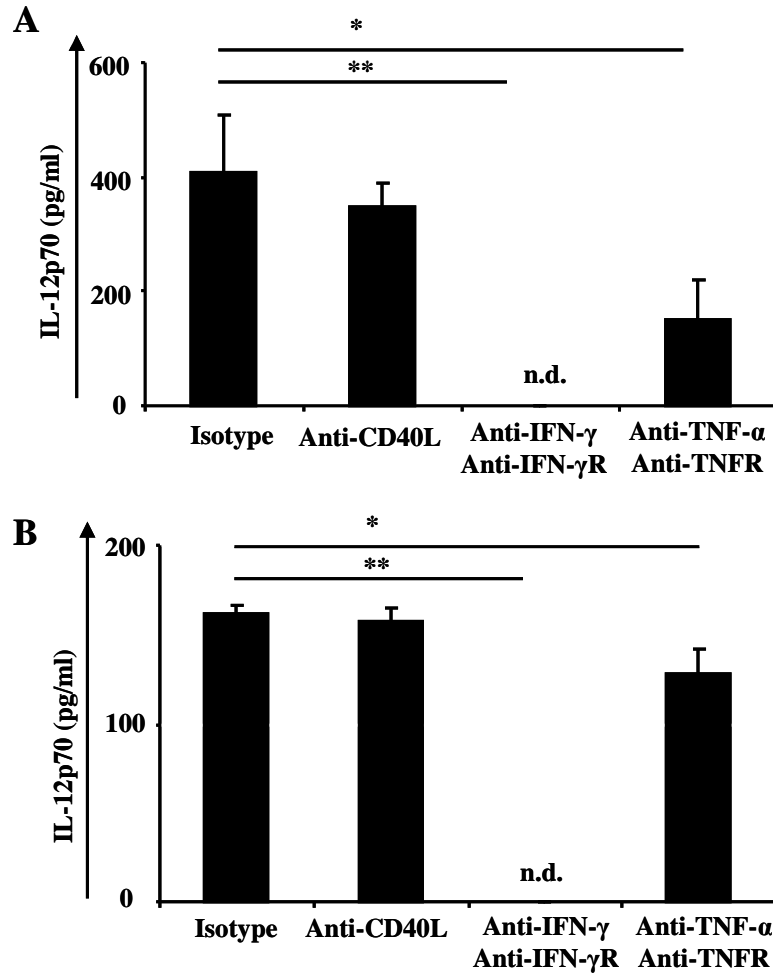 A
*
**
600
400
200
0
IL-12p70 (pg/ml)
n.d.
Isotype Anti-CD40L Anti-IFN-γ Anti-TNF-α
Anti-IFN-γR Anti-TNFR
B
*
**
200
100
0
IL-12p70 (pg/ml)
n.d.
Isotype Anti-CD40L Anti-IFN-γ Anti-TNF-α
Anti-IFN-γR Anti-TNFR